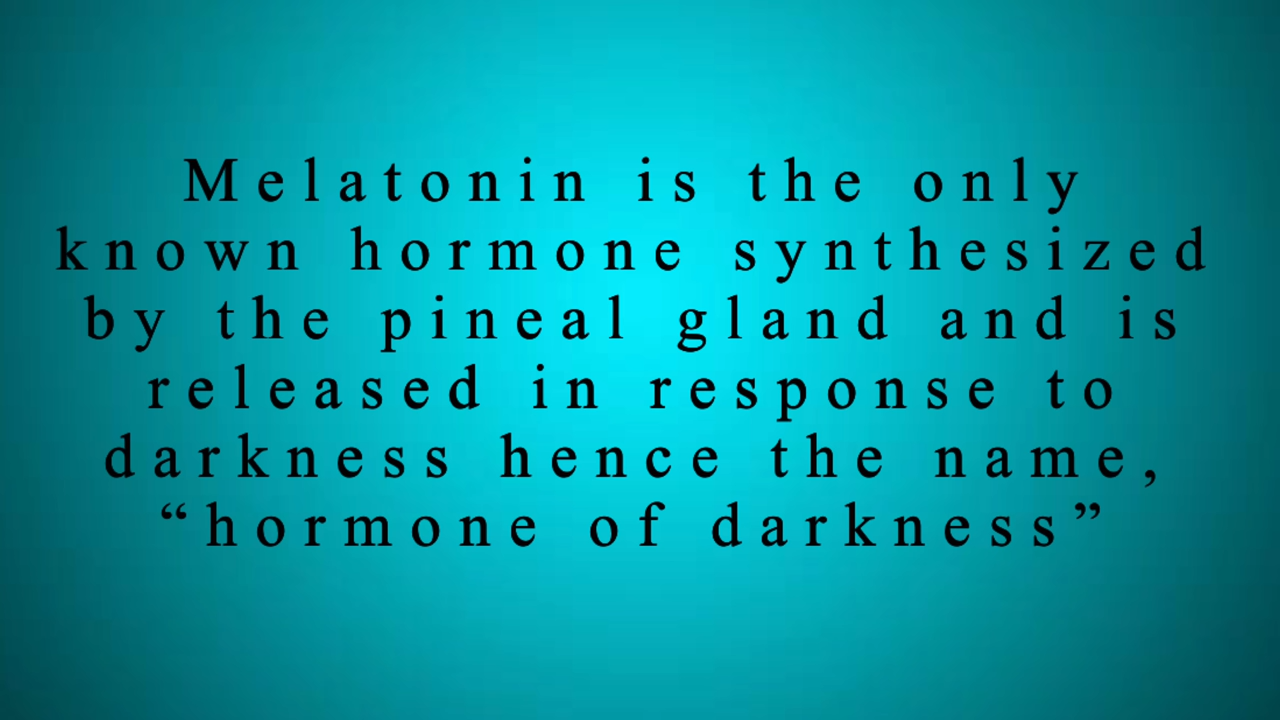 Melatonin is the only
known hormone synthesized
by the pineal gland and is
released in response to
darkness hence the name,
“hormone of darkness”